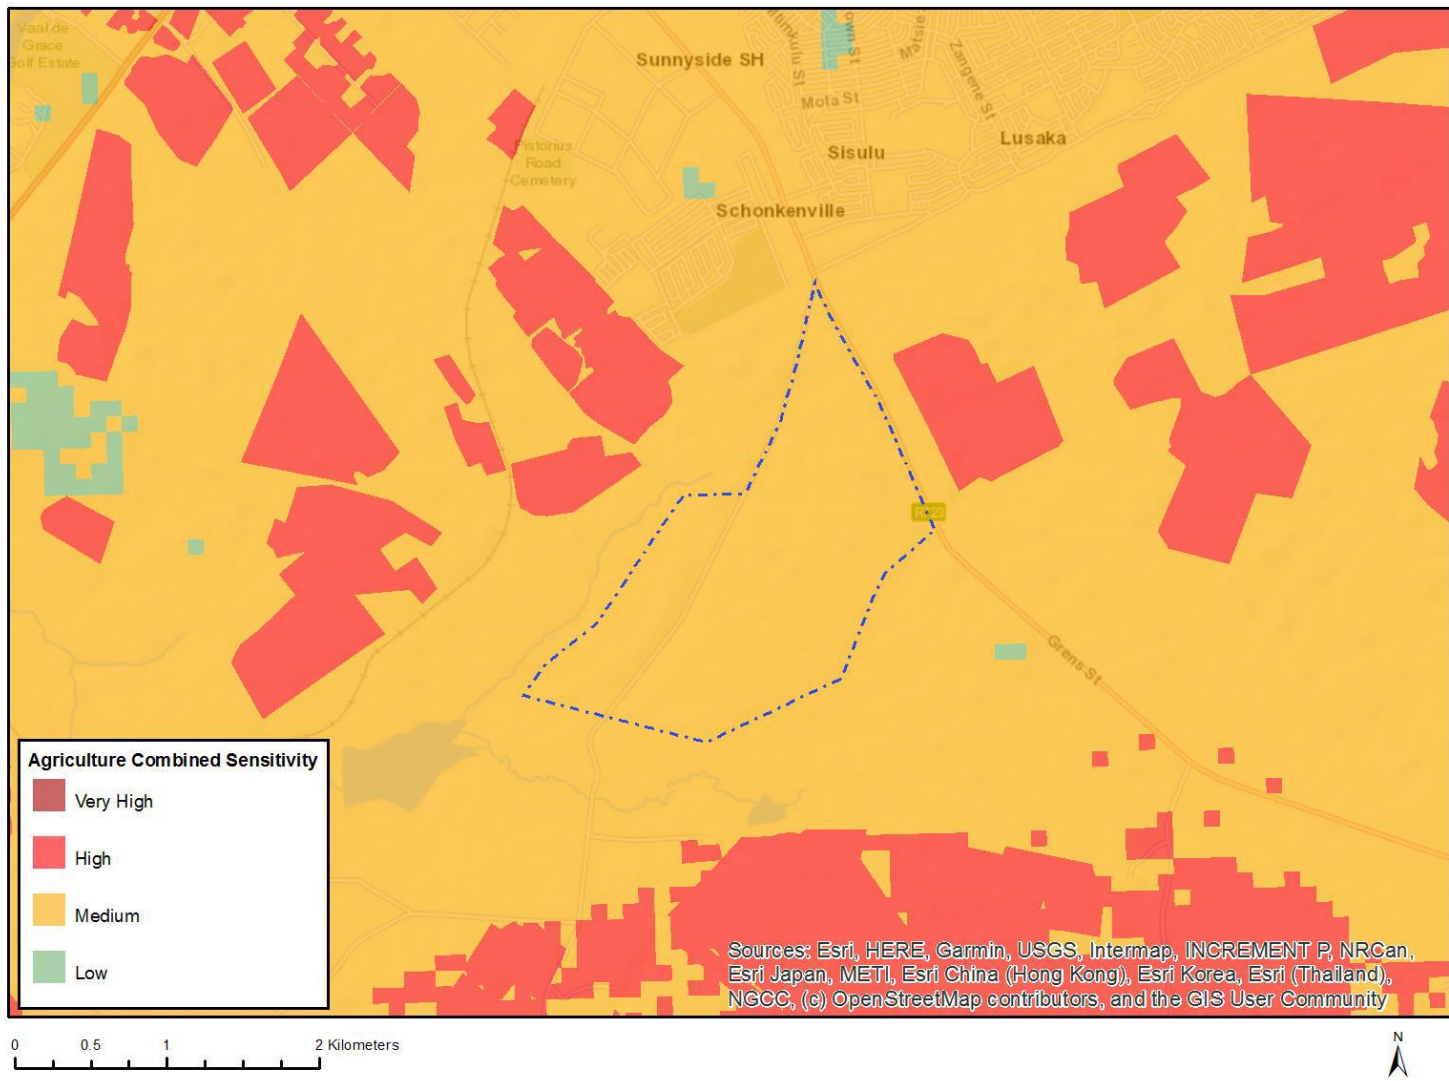 Vaal de
Grace
Golf Estate
Sunnyside SH
Mota St
Zangene St
Lusaka
Sisulu
Pistorius
Road
Cemetery
Schonkenville
Grens St
Agriculture Combined Sensitivity
Very High
High
Medium
Low
Sources: Esri, HERE, Garmin, USGS, Intermap, INCREMENT P, NRCan,
Esri Japan, METI, Esri China (Hong Kong), Esri Korea, Esri (Thailand),
NGCC, (c) OpenStreetMap contributors, and the GIS User Community
0 0.5 1 2 Kilometers
N